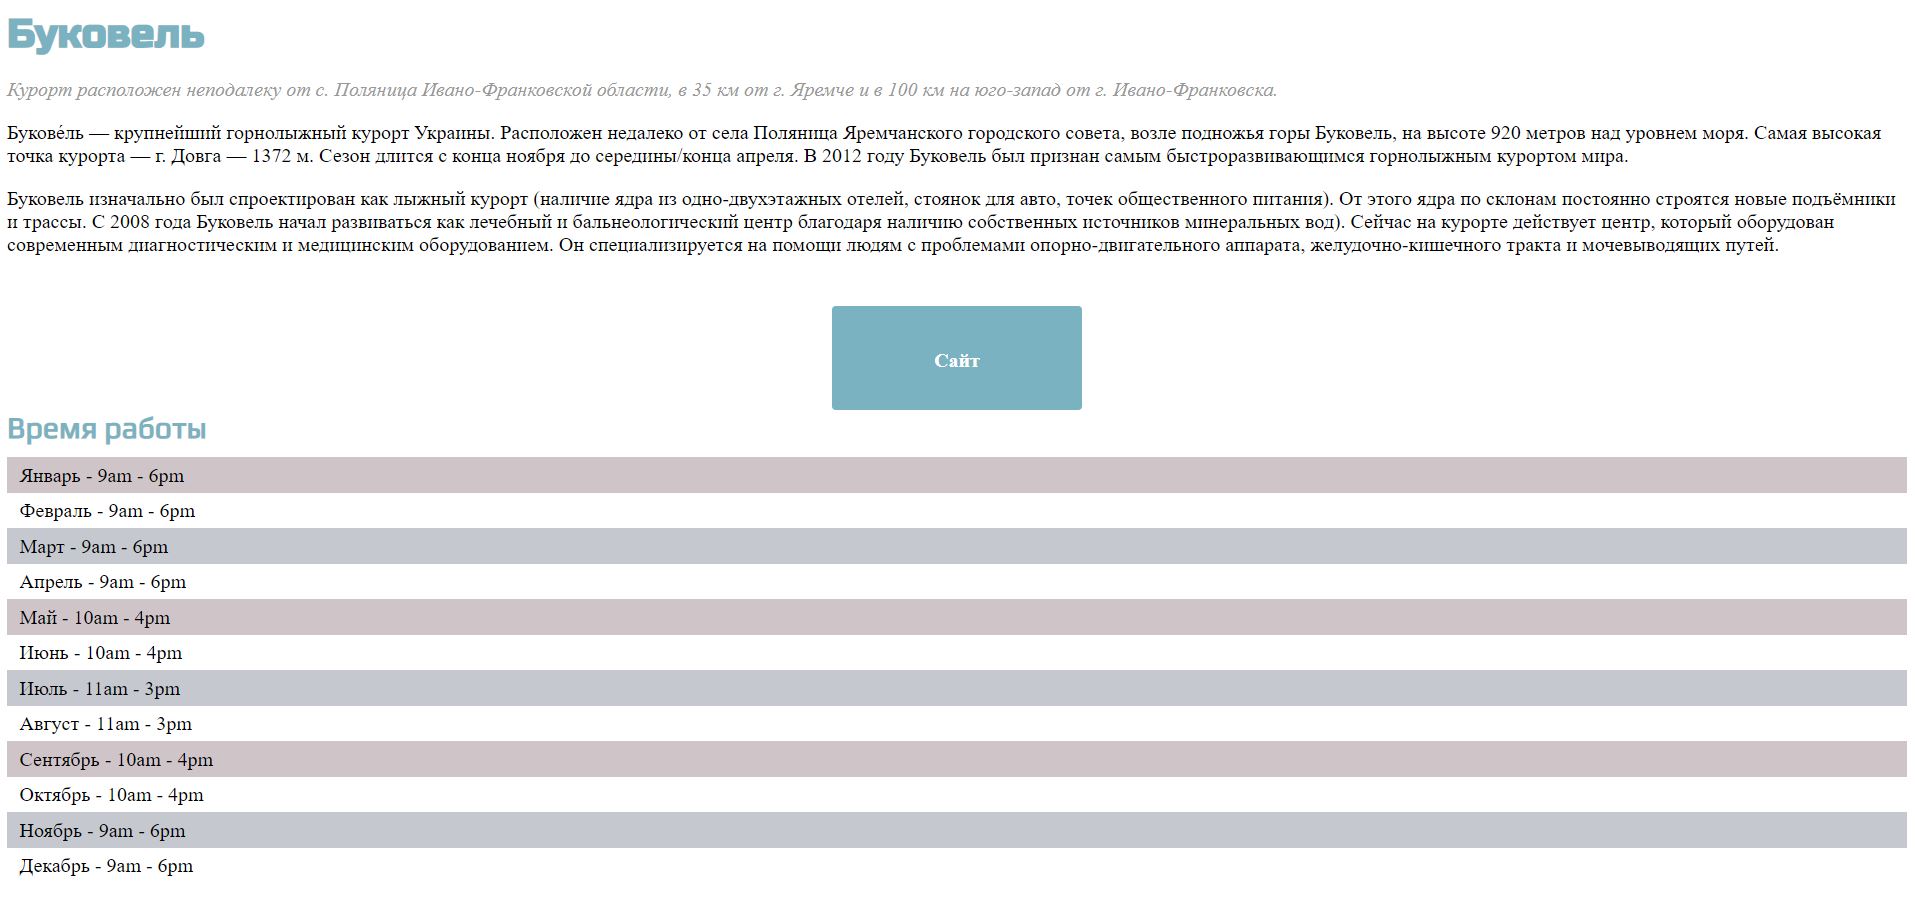 Буковель
Курорт расположен неподалеку от с. Поляница Ивано-Франковской области, в 35 км от г. Яремче и в 100 км на юго-запад от г. Ивано-Франковска.
Букове́ль — крупнейший горнолыжный курорт Украины. Расположен недалеко от села Поляница Яремчанского городского совета, возле подножья горы Буковель, на высоте 920 метров над уровнем моря. Самая высокая
точка курорта — г. Довга — 1372 м. Сезон длится с конца ноября до середины/конца апреля. В 2012 году Буковель был признан самым быстроразвивающимся горнолыжным курортом мира.
Буковель изначально был спроектирован как лыжный курорт (наличие ядра из одно-двухэтажных отелей, стоянок для авто, точек общественного питания). От этого ядра по склонам постоянно строятся новые подъёмники
и трассы. С 2008 года Буковель начал развиваться как лечебный и бальнеологический центр благодаря наличию собственных источников минеральных вод). Сейчас на курорте действует центр, который оборудован
современным диагностическим и медицинским оборудованием. Он специализируется на помощи людям с проблемами опорно-двигательного аппарата, желудочно-кишечного тракта и мочевыводящих путей.
Сайт
Время работы
Январь - 9am - 6pm
Февраль - 9am - 6pm
Март - 9am - 6pm
Апрель - 9am - 6pm
Май - 10am - 4pm
Июнь - 10am - 4pm
Июль - 11am - 3pm
Август - 11am - 3pm
Сентябрь - 10am - 4pm
Октябрь - 10am - 4pm
Ноябрь - 9am - 6pm
Декабрь - 9am - 6pm